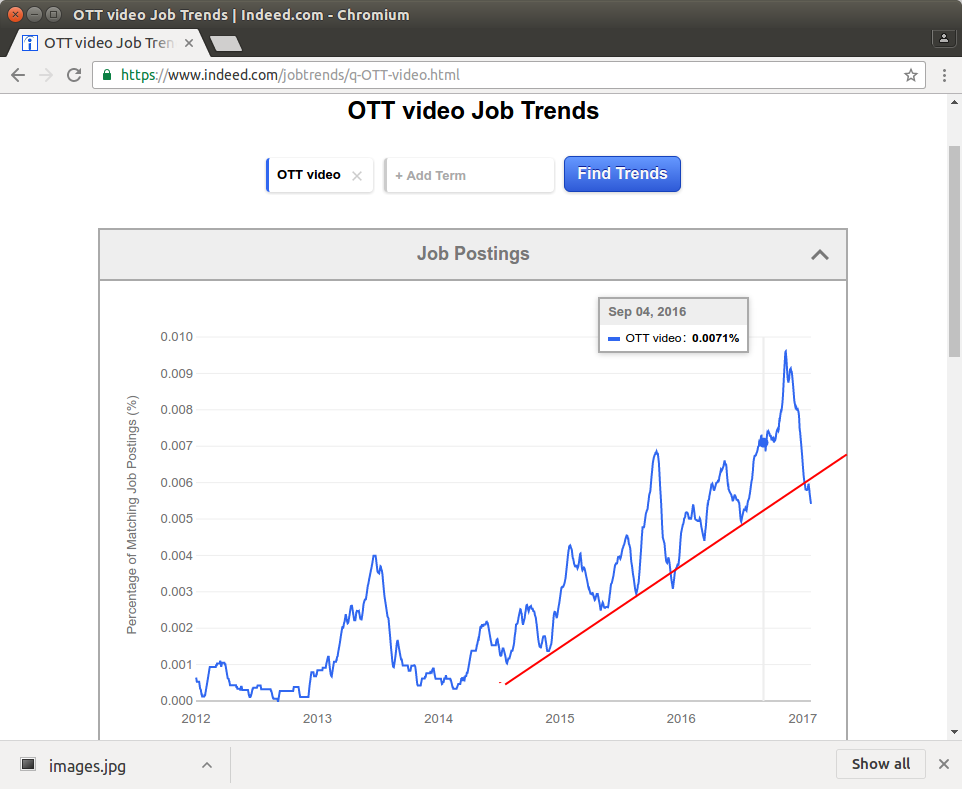 OTT video Job Trends | Indeed.com - Chromium
OTT video Job Tren
https://www.indeed.com/jobtrends/q-OTT-video.html
OTT video Job Trends
OTT video × + Add Term Find Trends
Job Postings
Sep 04, 2016
OTT video: 0.0071%
Percentage of Matching Job Postings (%)
0.010
0.009
0.008
0.007
0.006
0.005
0.004
0.003
0.002
0.001
0.000
2012 2013 2014 2015 2016 2017
images.jpg Show all